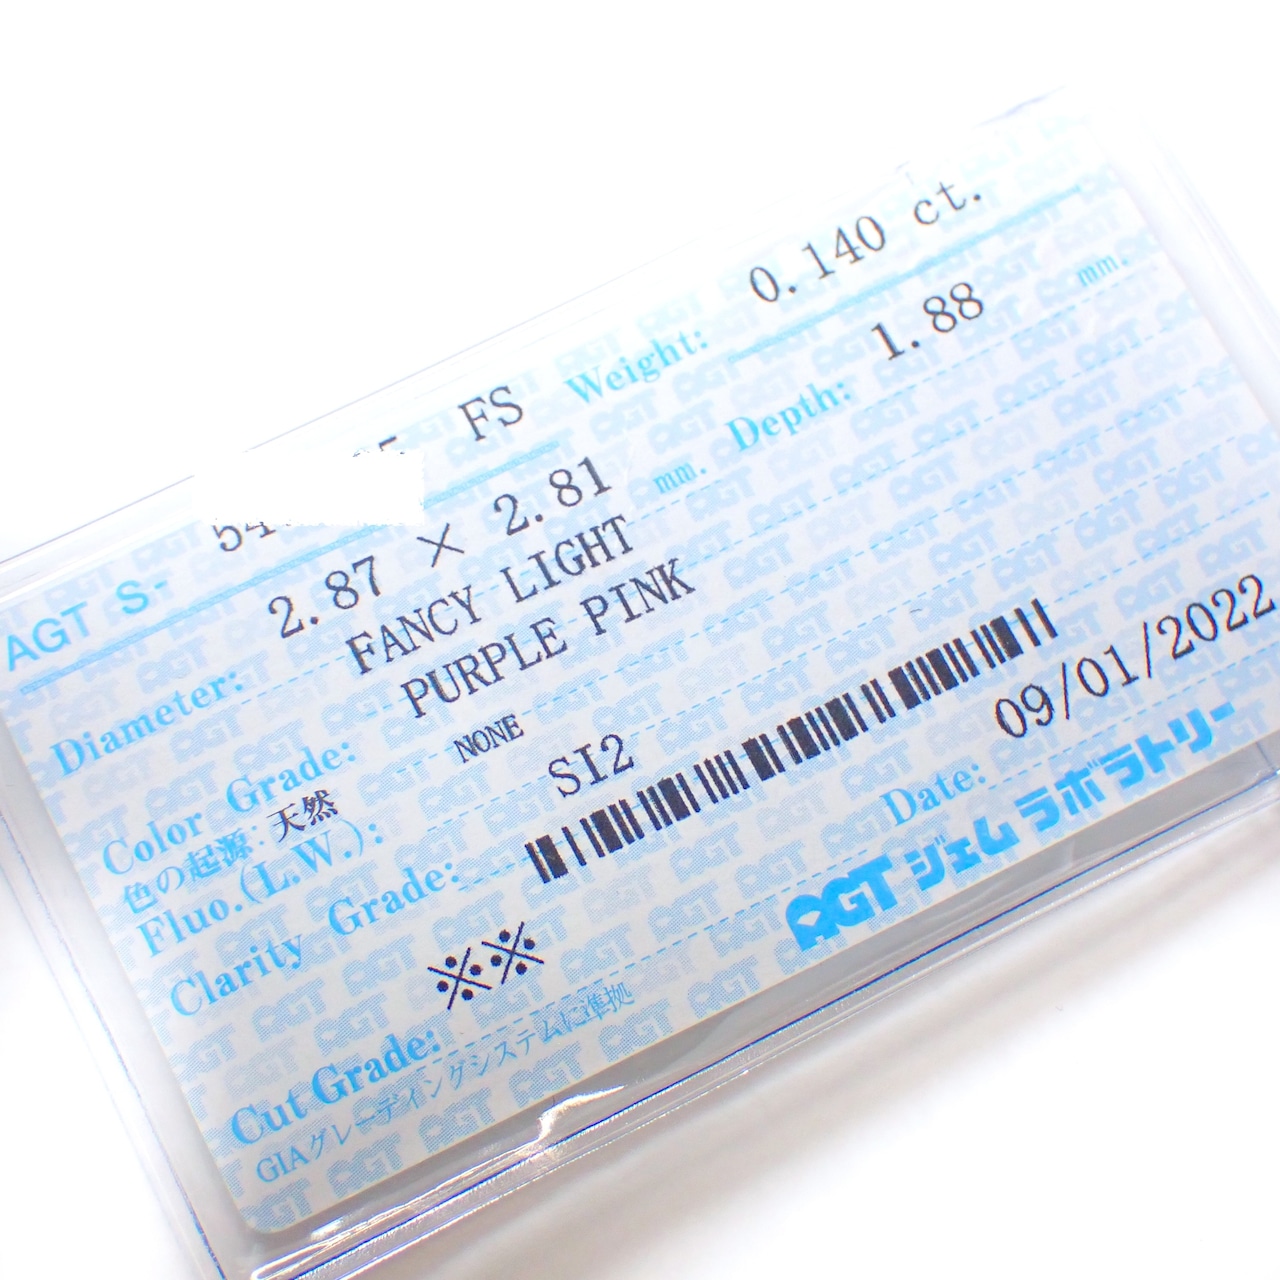 AGT S- 54 FS Weight: 0.140 ct.
Diameter: 2.87 × 2.81 mm. Depth: 1.88 mm.
Color Grade: FANCY LIGHT
PURPLE PINK
色の起源: 天然
Fluo.(L.W.): NONE
Clarity Grade: SI2
Cut Grade: ※※
Date: 09/01/2022
GIAグレーディングシステムに準拠
AGT ジェムラボラトリー